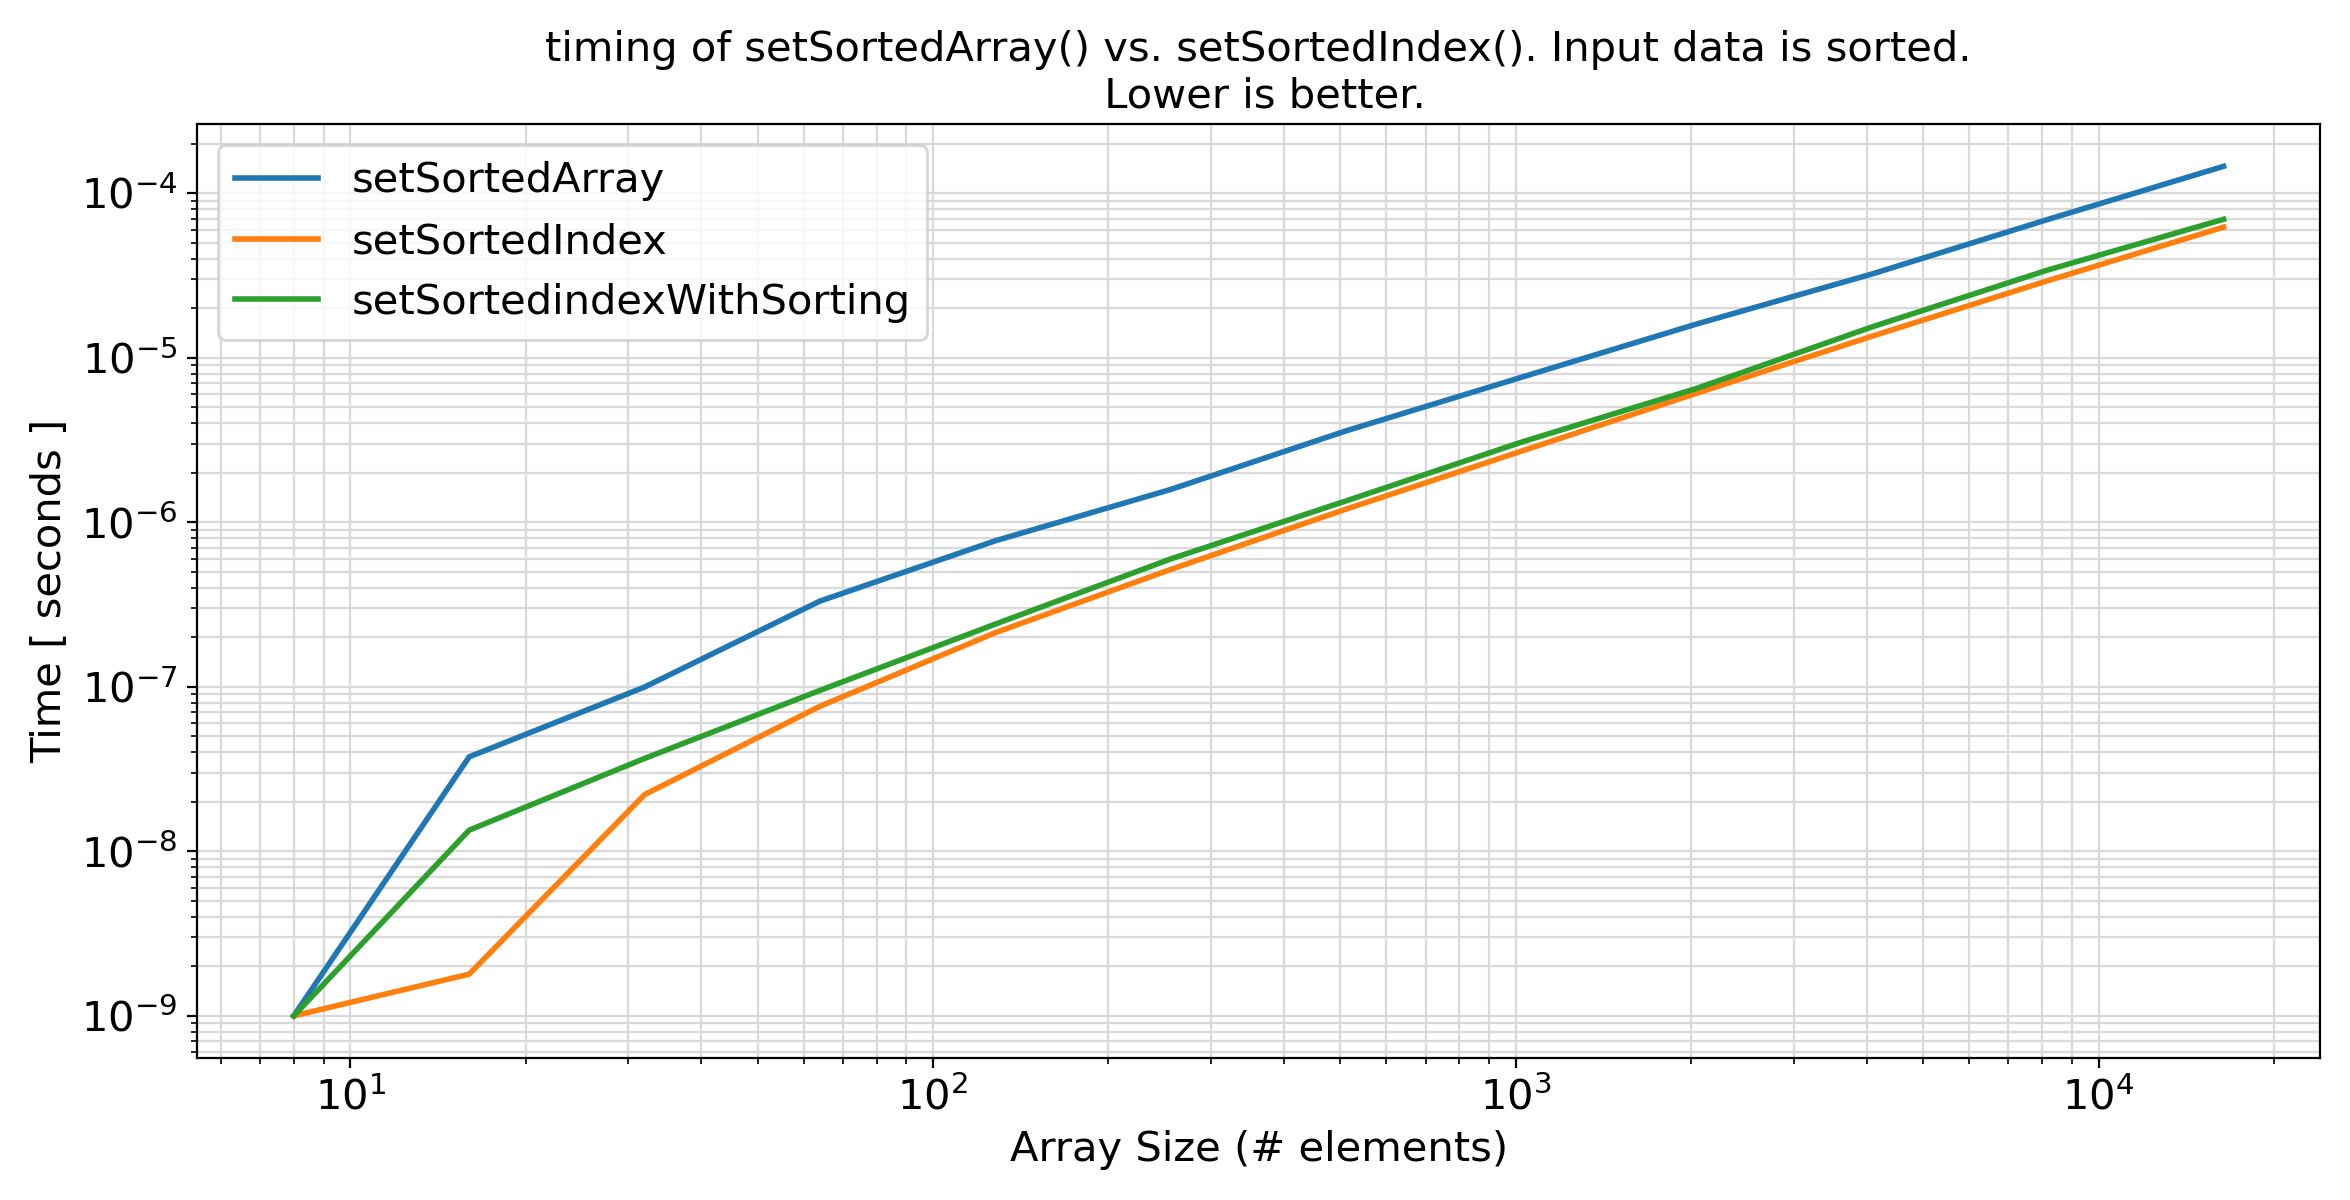 timing of setSortedArray() vs. setSortedIndex(). Input data is sorted.
Lower is better.
setSortedArray
setSortedIndex
setSortedindexWithSorting
10⁻⁴
10⁻⁵
10⁻⁶
10⁻⁷
10⁻⁸
10⁻⁹
Time [ seconds ]
10¹
10²
10³
10⁴
Array Size (# elements)